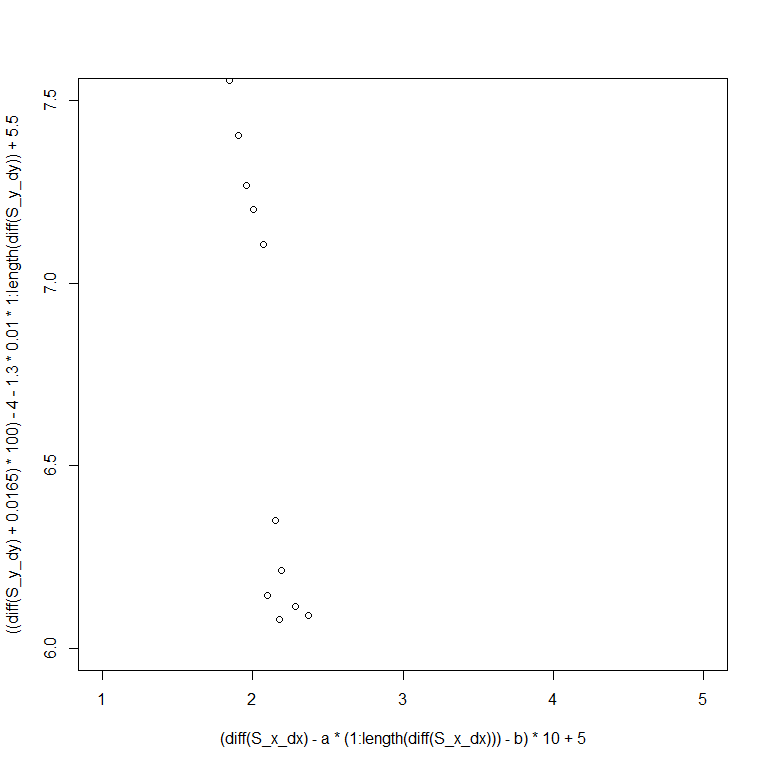 ((diff(S_y_dy) + 0.0165) * 100) - 4 - 1.3 * 0.01 * 1:length(diff(S_y_dy)) + 5.5
7.5
7.0
6.5
6.0
1 2 3 4 5
(diff(S_x_dx) - a * (1:length(diff(S_x_dx))) - b) * 10 + 5